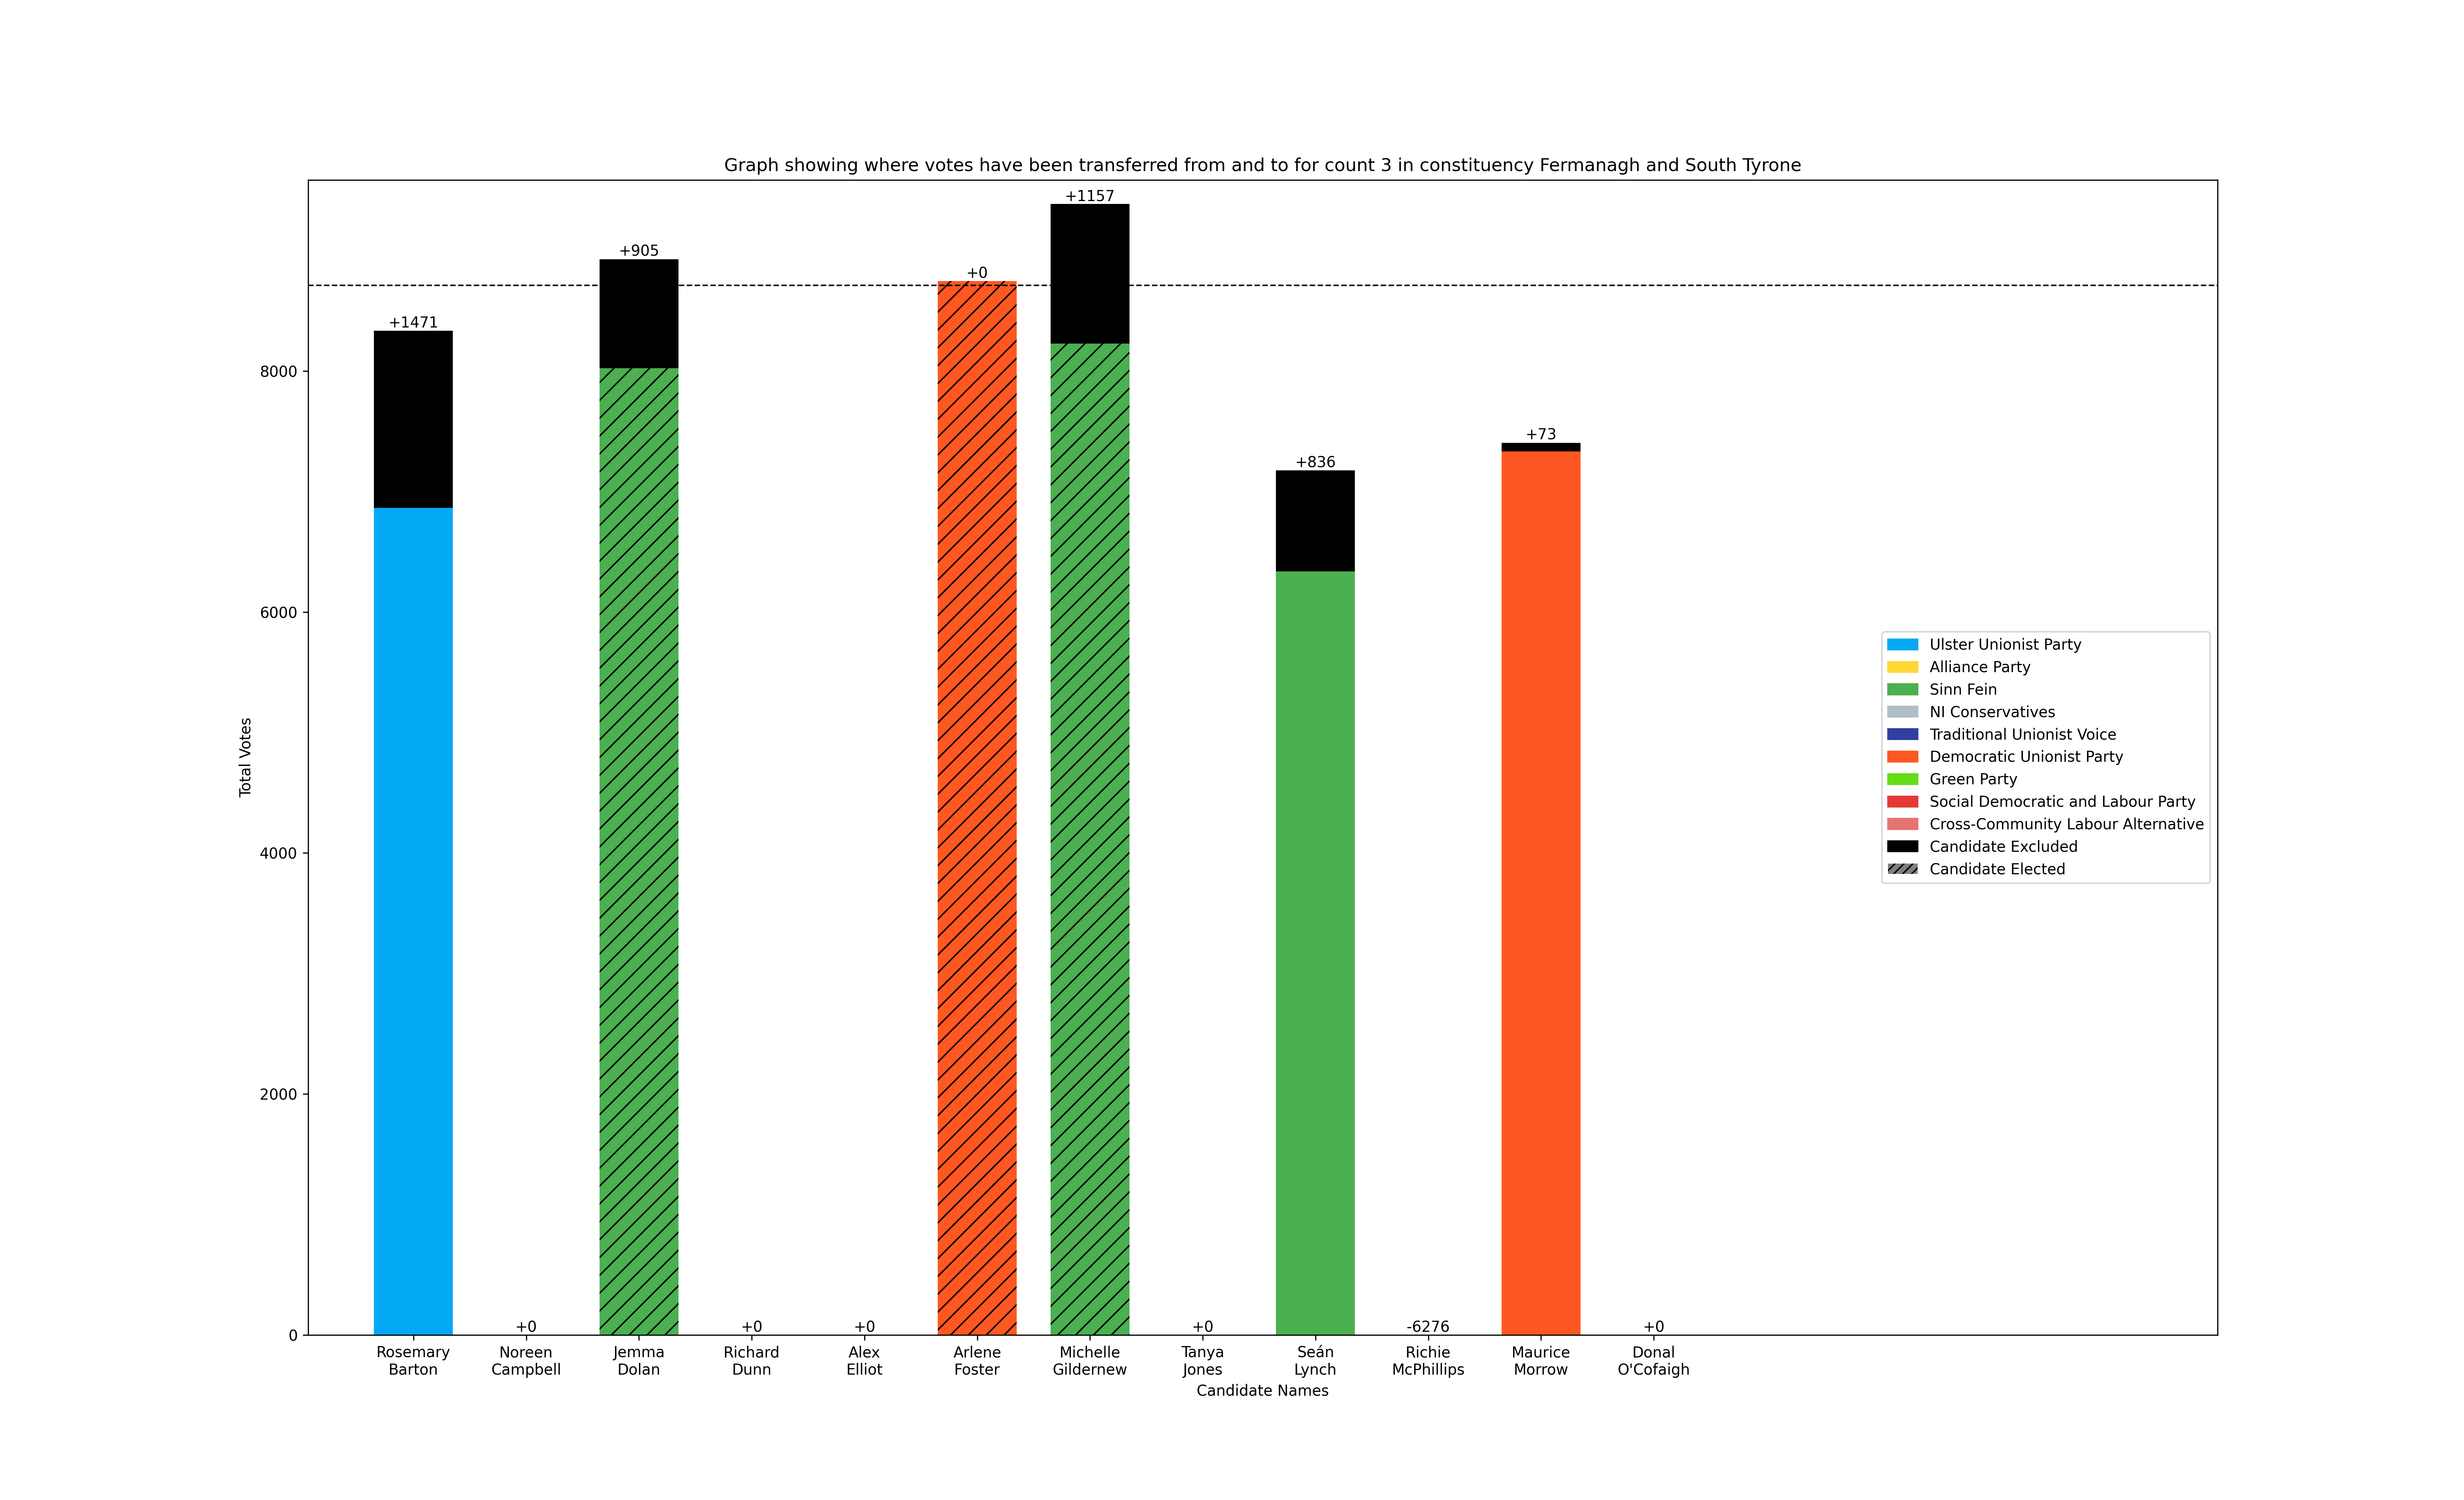 Graph showing where votes have been transferred from and to for count 3 in constituency Fermanagh and South Tyrone
+1157
+905
+0
+1471
8000
+73
+836
6000
Ulster Unionist Party
Alliance Party
Sinn Fein
NI Conservatives
Traditional Unionist Voice
Democratic Unionist Party
Green Party
Social Democratic and Labour Party
Cross-Community Labour Alternative
Candidate Excluded
Candidate Elected
Total Votes
4000
2000
+0
+0
+0
+0
-6276
+0
0
Rosemary
Barton
Noreen
Campbell
Jemma
Dolan
Richard
Dunn
Alex
Elliot
Arlene
Foster
Michelle
Gildernew
Tanya
Jones
Seán
Lynch
Richie
McPhillips
Maurice
Morrow
Donal
O'Cofaigh
Candidate Names